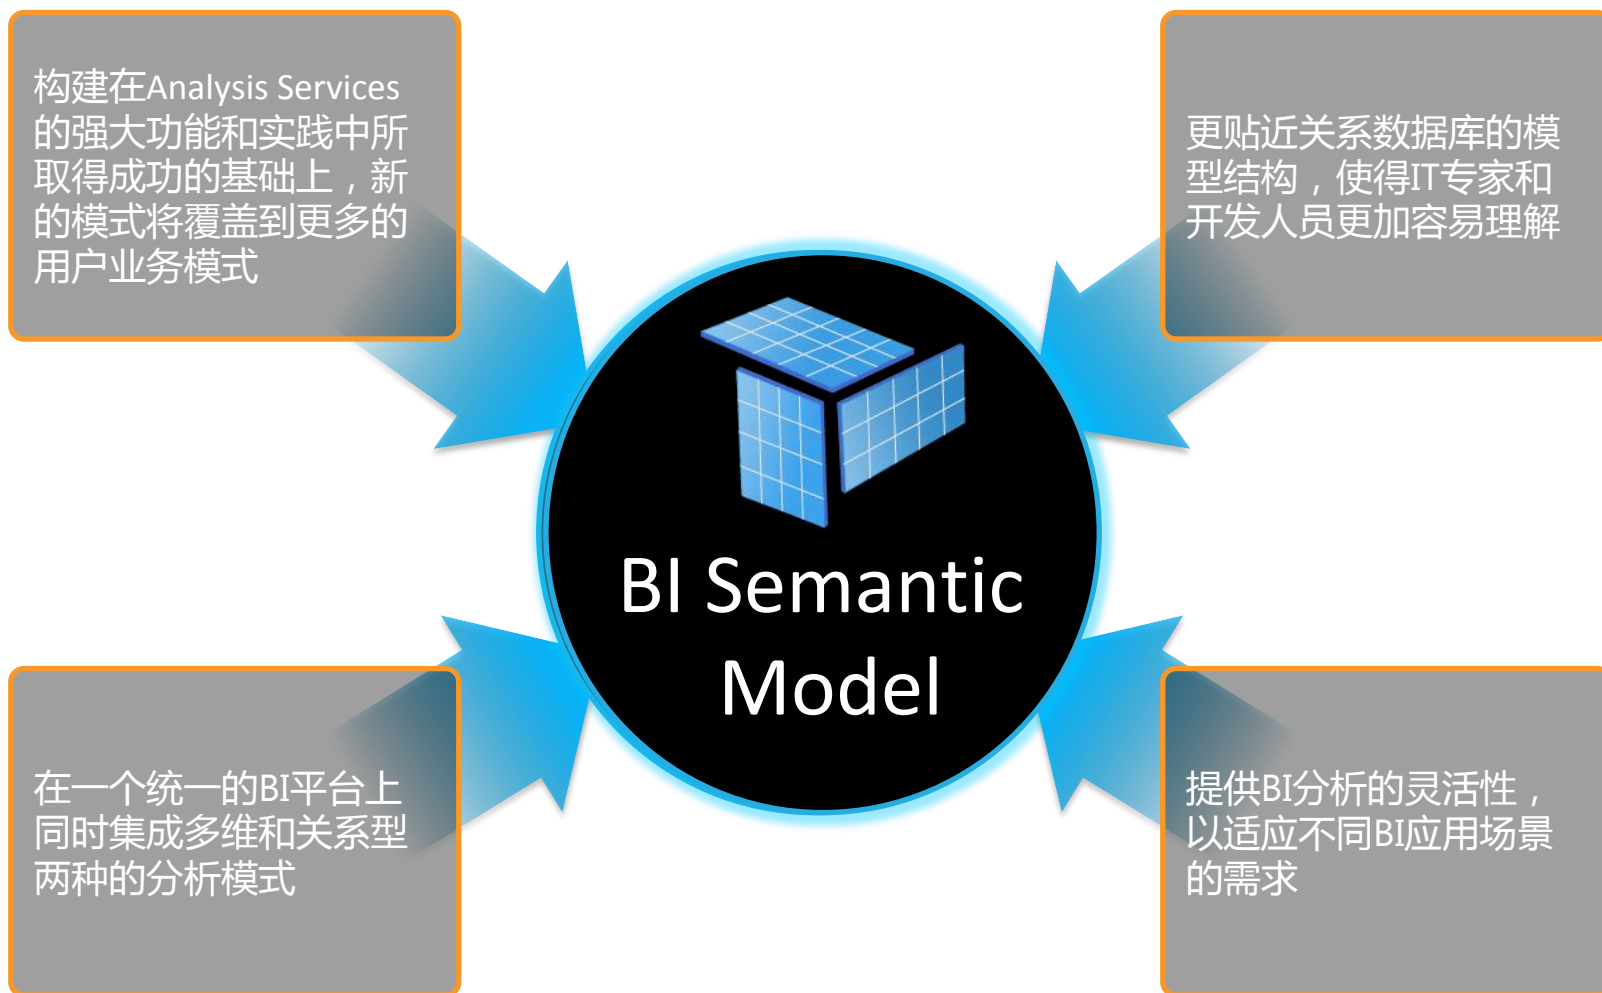 构建在Analysis Services
的强大功能和实践中所
取得成功的基础上，新
的模式将覆盖到更多的
用户业务模式
更贴近关系数据库的模
型结构，使得IT专家和
开发人员更加容易理解
BI Semantic
Model
在一个统一的BI平台上
同时集成多维和关系型
两种的分析模式
提供BI分析的灵活性，
以适应不同BI应用场景
的需求